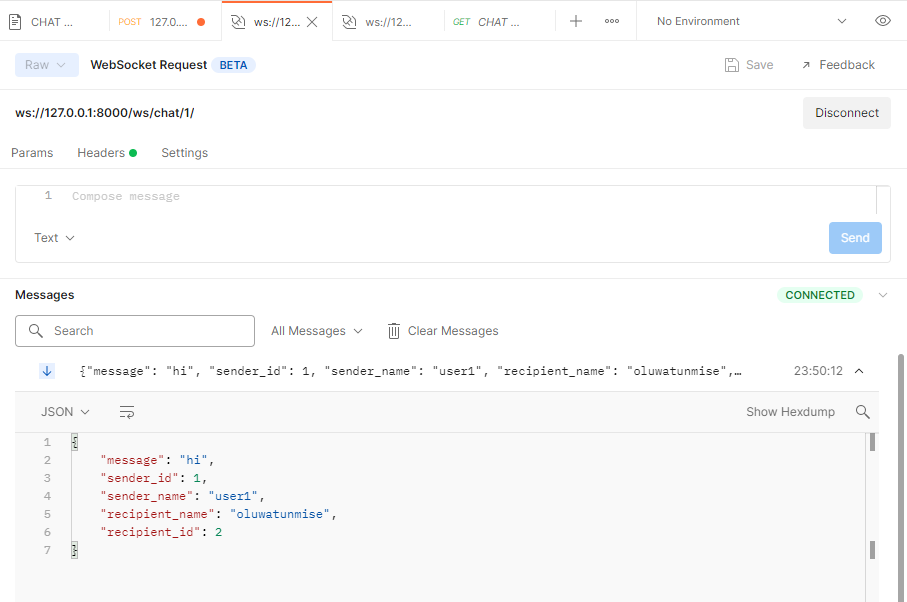 CHAT ... POST 127.0.... ws://12... ws://12... GET CHAT ... No Environment
Raw WebSocket Request BETA Save Feedback
ws://127.0.0.1:8000/ws/chat/1/ Disconnect
Params Headers Settings
1 Compose message
Text Send
Messages CONNECTED
Search All Messages Clear Messages
{"message": "hi", "sender_id": 1, "sender_name": "user1", "recipient_name": "oluwatunmise",… 23:50:12
JSON Show Hexdump
1 {
2 "message": "hi",
3 "sender_id": 1,
4 "sender_name": "user1",
5 "recipient_name": "oluwatunmise",
6 "recipient_id": 2
7 }